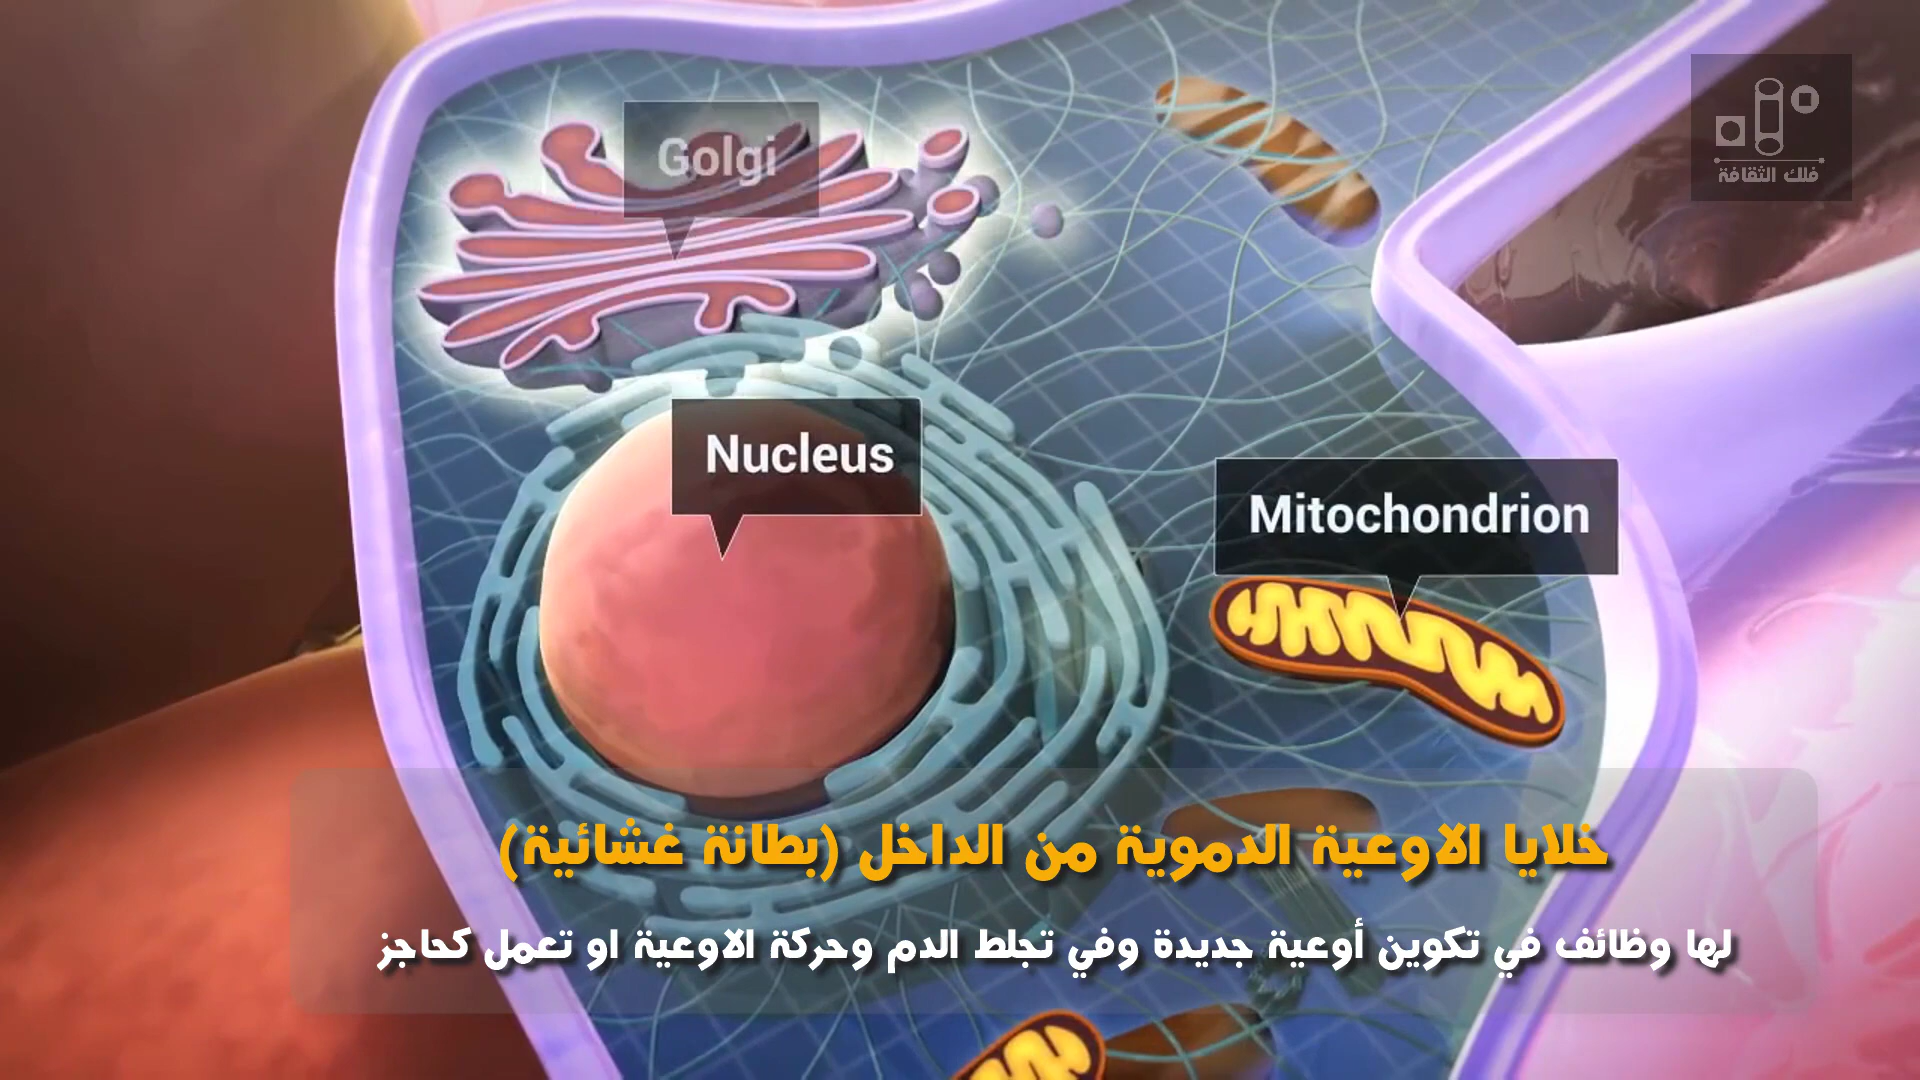 فلك الثقافة
Golgi
Nucleus
Mitochondrion
خلايا الاوعية الدموية من الداخل (بطانة غشائية)
لها وظائف في تكوين أوعية جديدة وفي تجلط الدم وحركة الاوعية او تعمل كحاجز